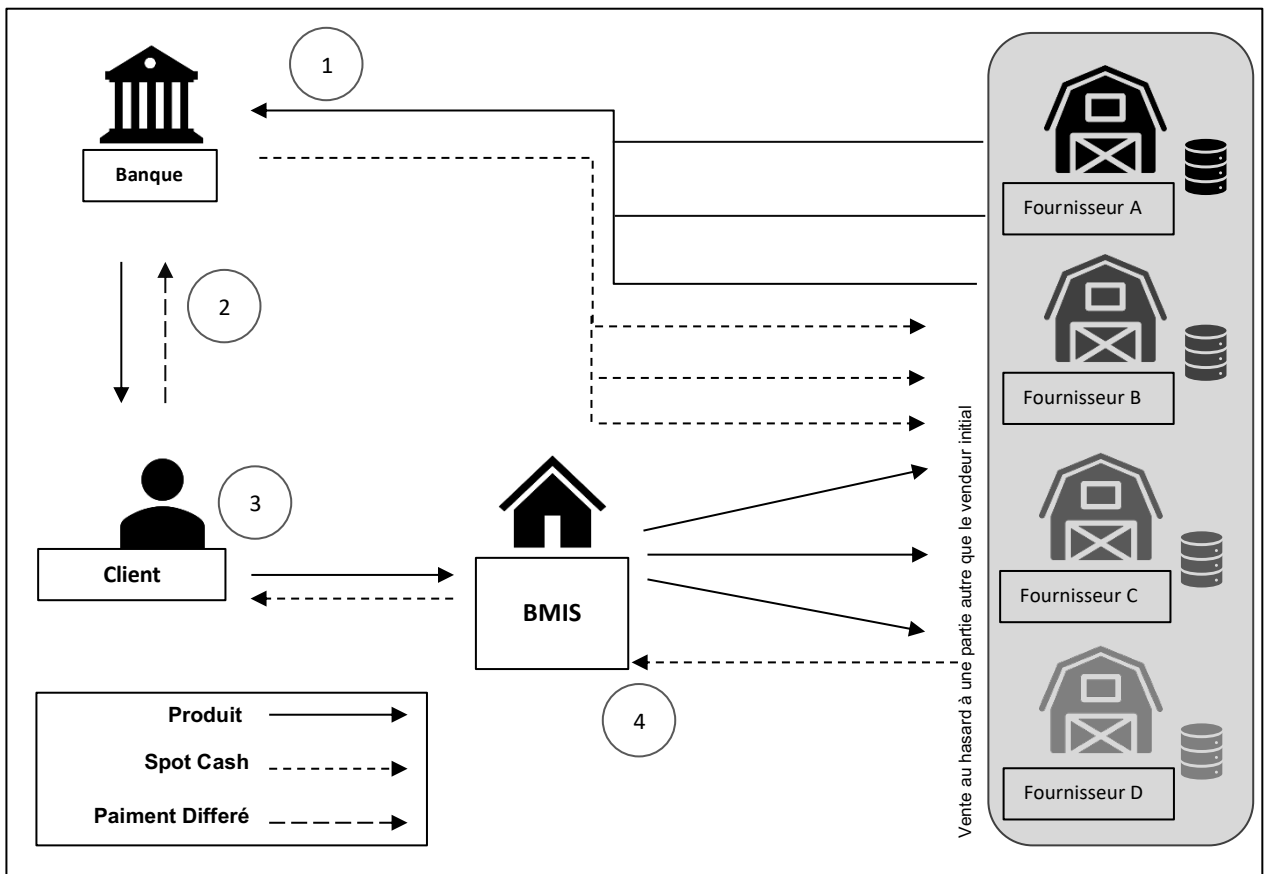 1
Banque
2
3
Client
BMIS
4
Fournisseur A
Fournisseur B
Fournisseur C
Fournisseur D
Vente au hasard à une partie autre que le vendeur initial
Produit
Spot Cash
Paiment Differé